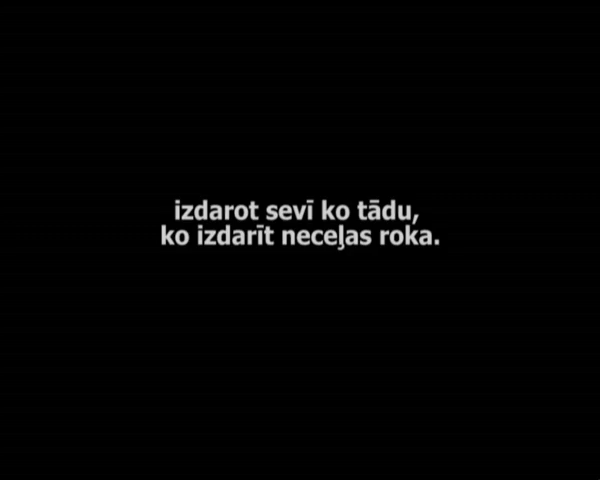 izdarot sevī ko tādu,
ko izdarīt neceļas roka.